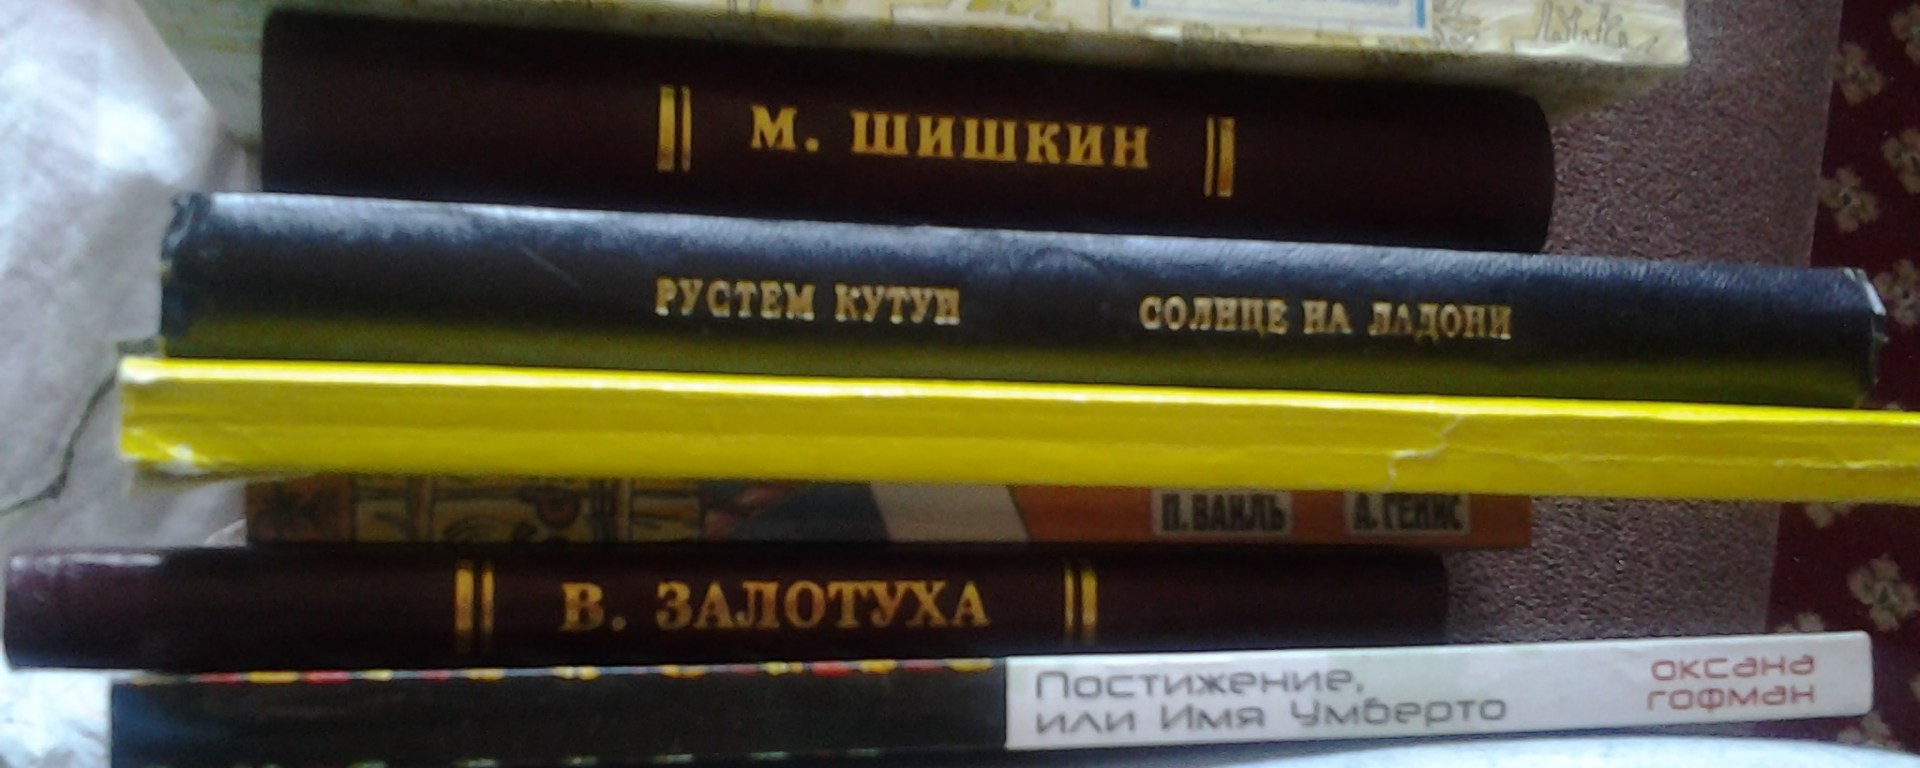 М. ШИШКИН
РУСТЕМ КУТУЙ СОЛНЦЕ НА ЛАДОНИ
П. ВАЙЛЬ А. ГЕНИС
В. ЗАЛОТУХА
Постижение, оксана
или Имя Умберто гофман